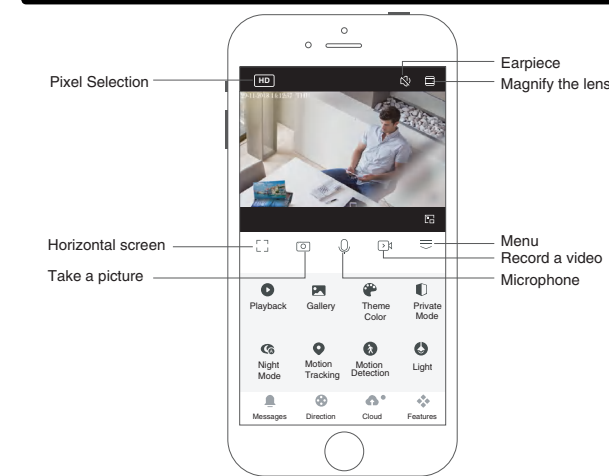 Earpiece
Pixel Selection
HD
Magnify the lens
Horizontal screen
Menu
Record a video
Take a picture
Microphone
Playback
Gallery
Theme
Color
Private
Mode
Night
Mode
Motion
Tracking
Motion
Detection
Light
Messages
Direction
Cloud
Features